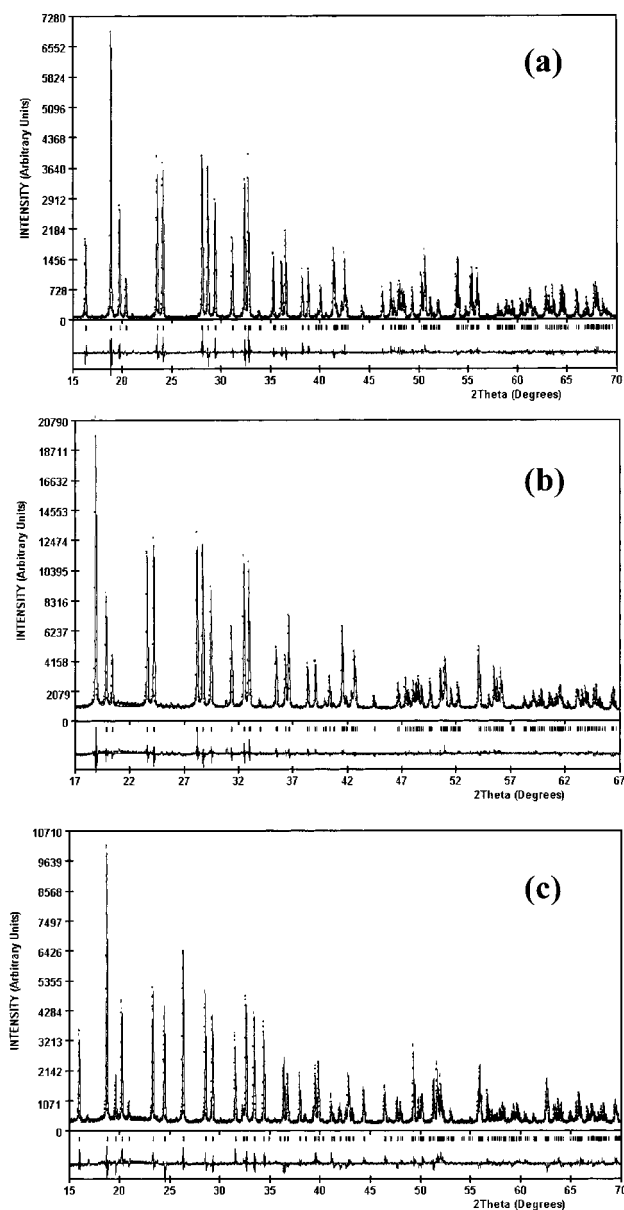 7280
(a)
6552
5824
5096
4368
3640
2912
2184
1456
728
0
INTENSITY (Arbitrary Units)
15 20 25 30 35 40 45 50 55 60 65 70
2Theta (Degrees)
20790
18711
(b)
16632
14553
12474
10395
8316
6237
4158
2079
0
INTENSITY (Arbitrary Units)
17 22 27 32 37 42 47 52 57 62 67
2Theta (Degrees)
10710
9639
(c)
8568
7497
6426
5355
4284
3213
2142
1071
0
INTENSITY (Arbitrary Units)
15 20 25 30 35 40 45 50 55 60 65 70
2Theta (Degrees)